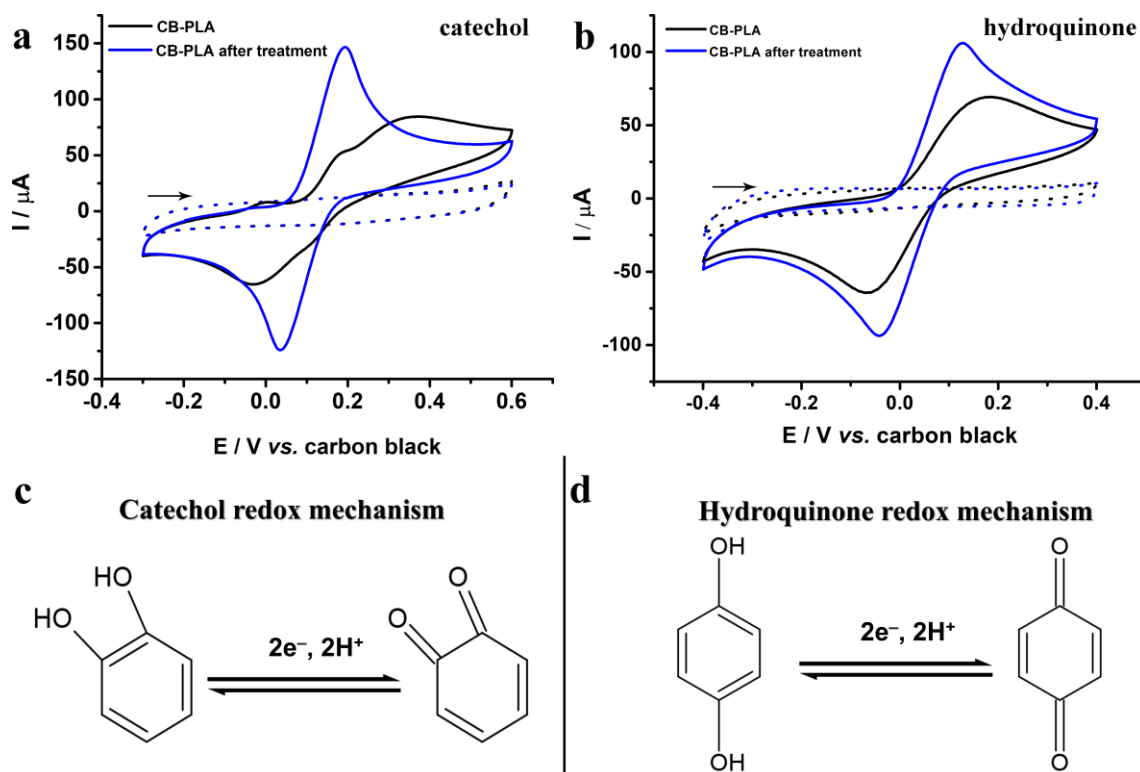 a
catechol
CB-PLA
CB-PLA after treatment
150
100
50
0
-50
-100
-150
I / μA
-0.4
-0.2
0.0
0.2
0.4
0.6
E / V vs. carbon black
b
hydroquinone
CB-PLA
CB-PLA after treatment
100
50
0
-50
-100
I / μA
-0.4
-0.2
0.0
0.2
0.4
E / V vs. carbon black
c
Catechol redox mechanism
HO
HO
2e⁻, 2H⁺
O
O
d
Hydroquinone redox mechanism
OH
OH
2e⁻, 2H⁺
O
O